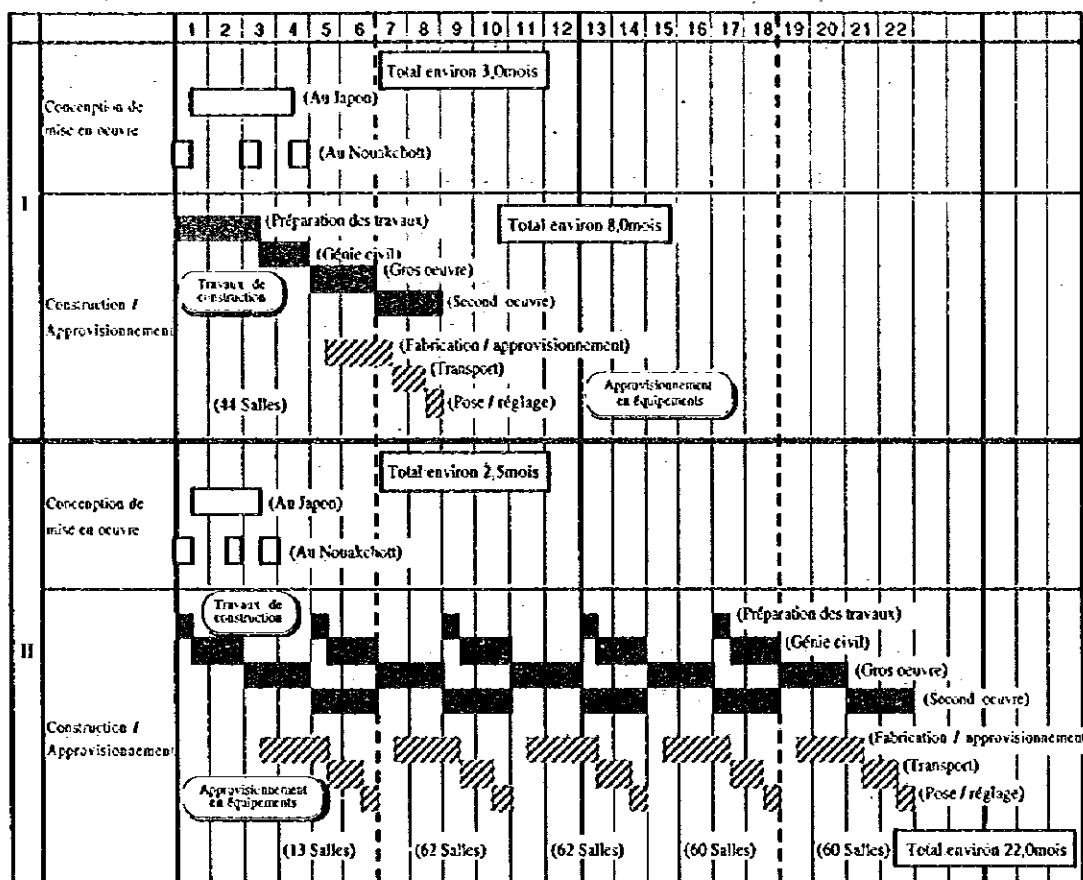 1 2 3 4 5 6 7 8 9 10 11 12 13 14 15 16 17 18 19 20 21 22
I
Concenption de
mise en oeuvre
Total environ 3,0mois
(Au Japon)
(Au Nouakchott)
Construction /
Approvisionnement
Total environ 8,0mois
(Préparation des travaux)
(Génie civil)
(Gros oeuvre)
(Second oeuvre)
Travaux de
construction
(Fabrication / approvisionnement)
(Transport)
(Pose / réglage)
Approvisionnement
en équipements
(44 Salles)
II
Concenption de
mise en oeuvre
Total environ 2,5mois
(Au Japon)
(Au Nouakchott)
Construction /
Approvisionnement
Travaux de
construction
(Préparation des travaux)
(Génie civil)
(Gros oeuvre)
(Second oeuvre)
(Fabrication / approvisionnement
(Transport)
(Pose / réglage)
Approvisionnement
en équipements
(13 Salles) (62 Salles) (62 Salles) (60 Salles) (60 Salles)
Total environ 22,0mois